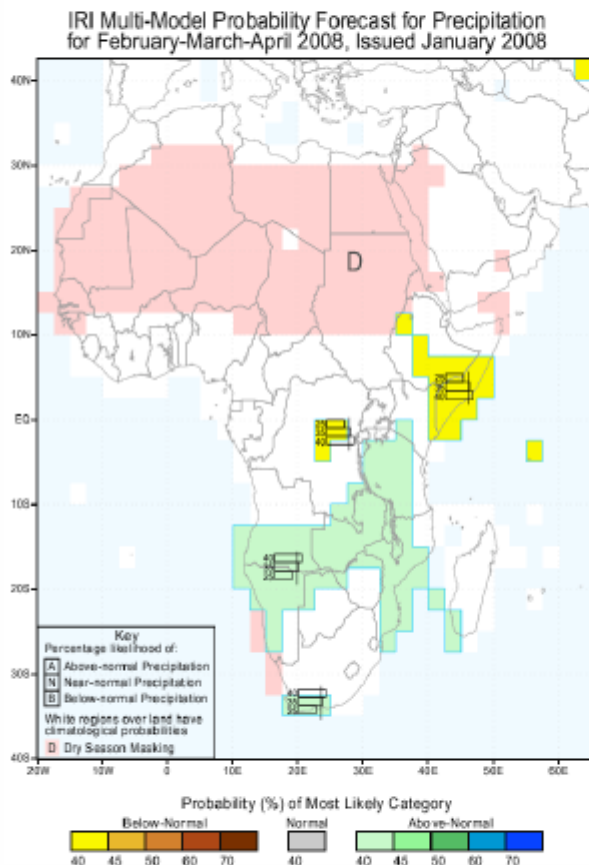 IRI Multi-Model Probability Forecast for Precipitation
for February-March-April 2008, Issued January 2008
40N
30N
20N
10N
EQ
10S
20S
30S
40S
D
40
40
Key
Percentage likelihood of:
A Above-normal Precipitation
N Near-normal Precipitation
B Below-normal Precipitation
White regions over land have
climatological probabilities
D Dry Season Masking
20W 10W 0 10E 20E 30E 40E 50E 60E
Probability (%) of Most Likely Category
Below-Normal Normal Above-Normal
40 45 50 60 70 40 40 45 50 60 70